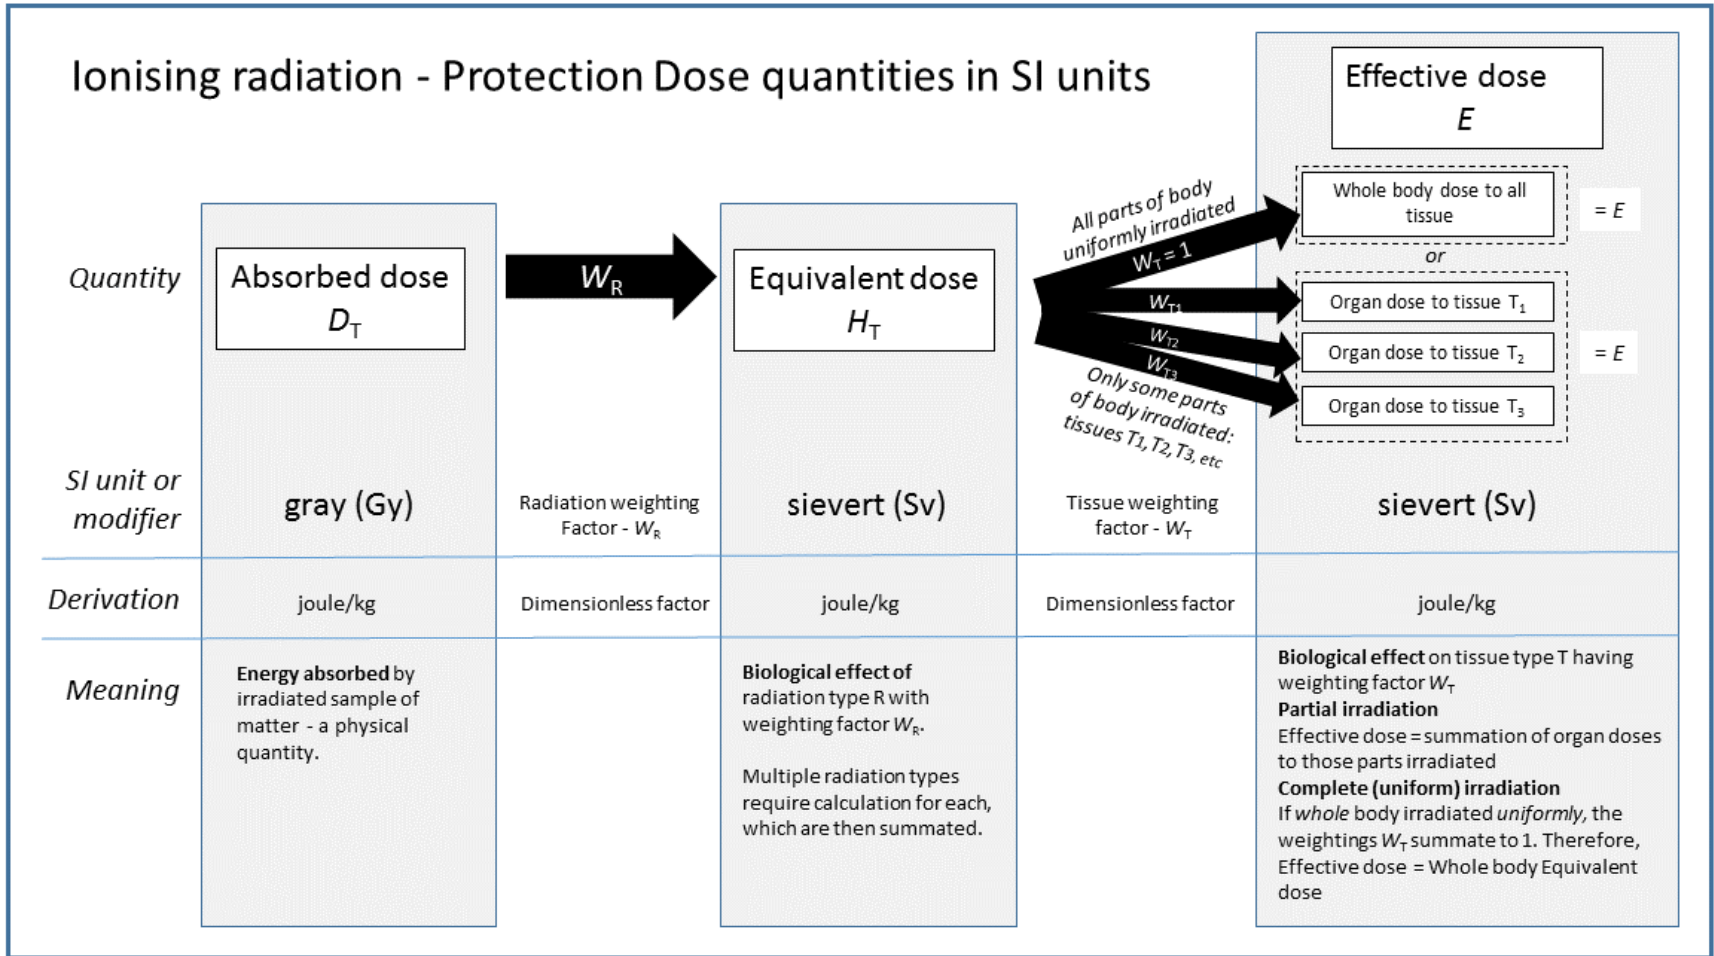 Ionising radiation - Protection Dose quantities in SI units
Effective dose
E
Whole body dose to all
tissue
= E
or
Organ dose to tissue T1
Organ dose to tissue T2
Organ dose to tissue T3
= E
All parts of body
uniformly irradiated
WT = 1
WT1
WT2
WT3
Only some parts
of body irradiated:
tissues T1, T2, T3, etc
Quantity
Absorbed dose
DT
WR
Equivalent dose
HT
SI unit or
modifier
gray (Gy)
Radiation weighting
Factor - WR
sievert (Sv)
Tissue weighting
factor - WT
sievert (Sv)
Derivation
joule/kg
Dimensionless factor
joule/kg
Dimensionless factor
joule/kg
Meaning
Energy absorbed by
irradiated sample of
matter - a physical
quantity.
Biological effect of
radiation type R with
weighting factor WR.
Multiple radiation types
require calculation for each,
which are then summated.
Biological effect on tissue type T having
weighting factor WT
Partial irradiation
Effective dose = summation of organ doses
to those parts irradiated
Complete (uniform) irradiation
If whole body irradiated uniformly, the
weightings WT summate to 1. Therefore,
Effective dose = Whole body Equivalent
dose